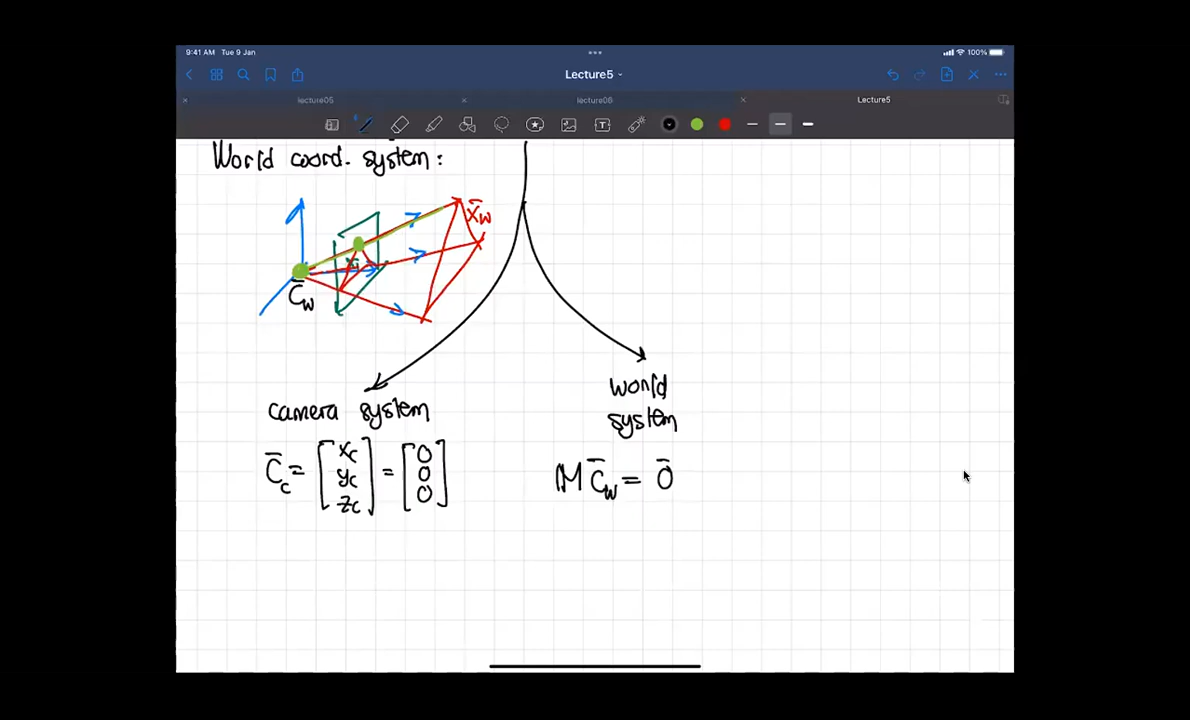 9:41 AM Tue 9 Jan
100%
Lecture5
lecture05
lecture06
Lecture5
World coord. system:
X̄w
C̄w
camera system
C̄c = [xc yc zc] = [0 0 0]
world
system
M C̄w = 0̄